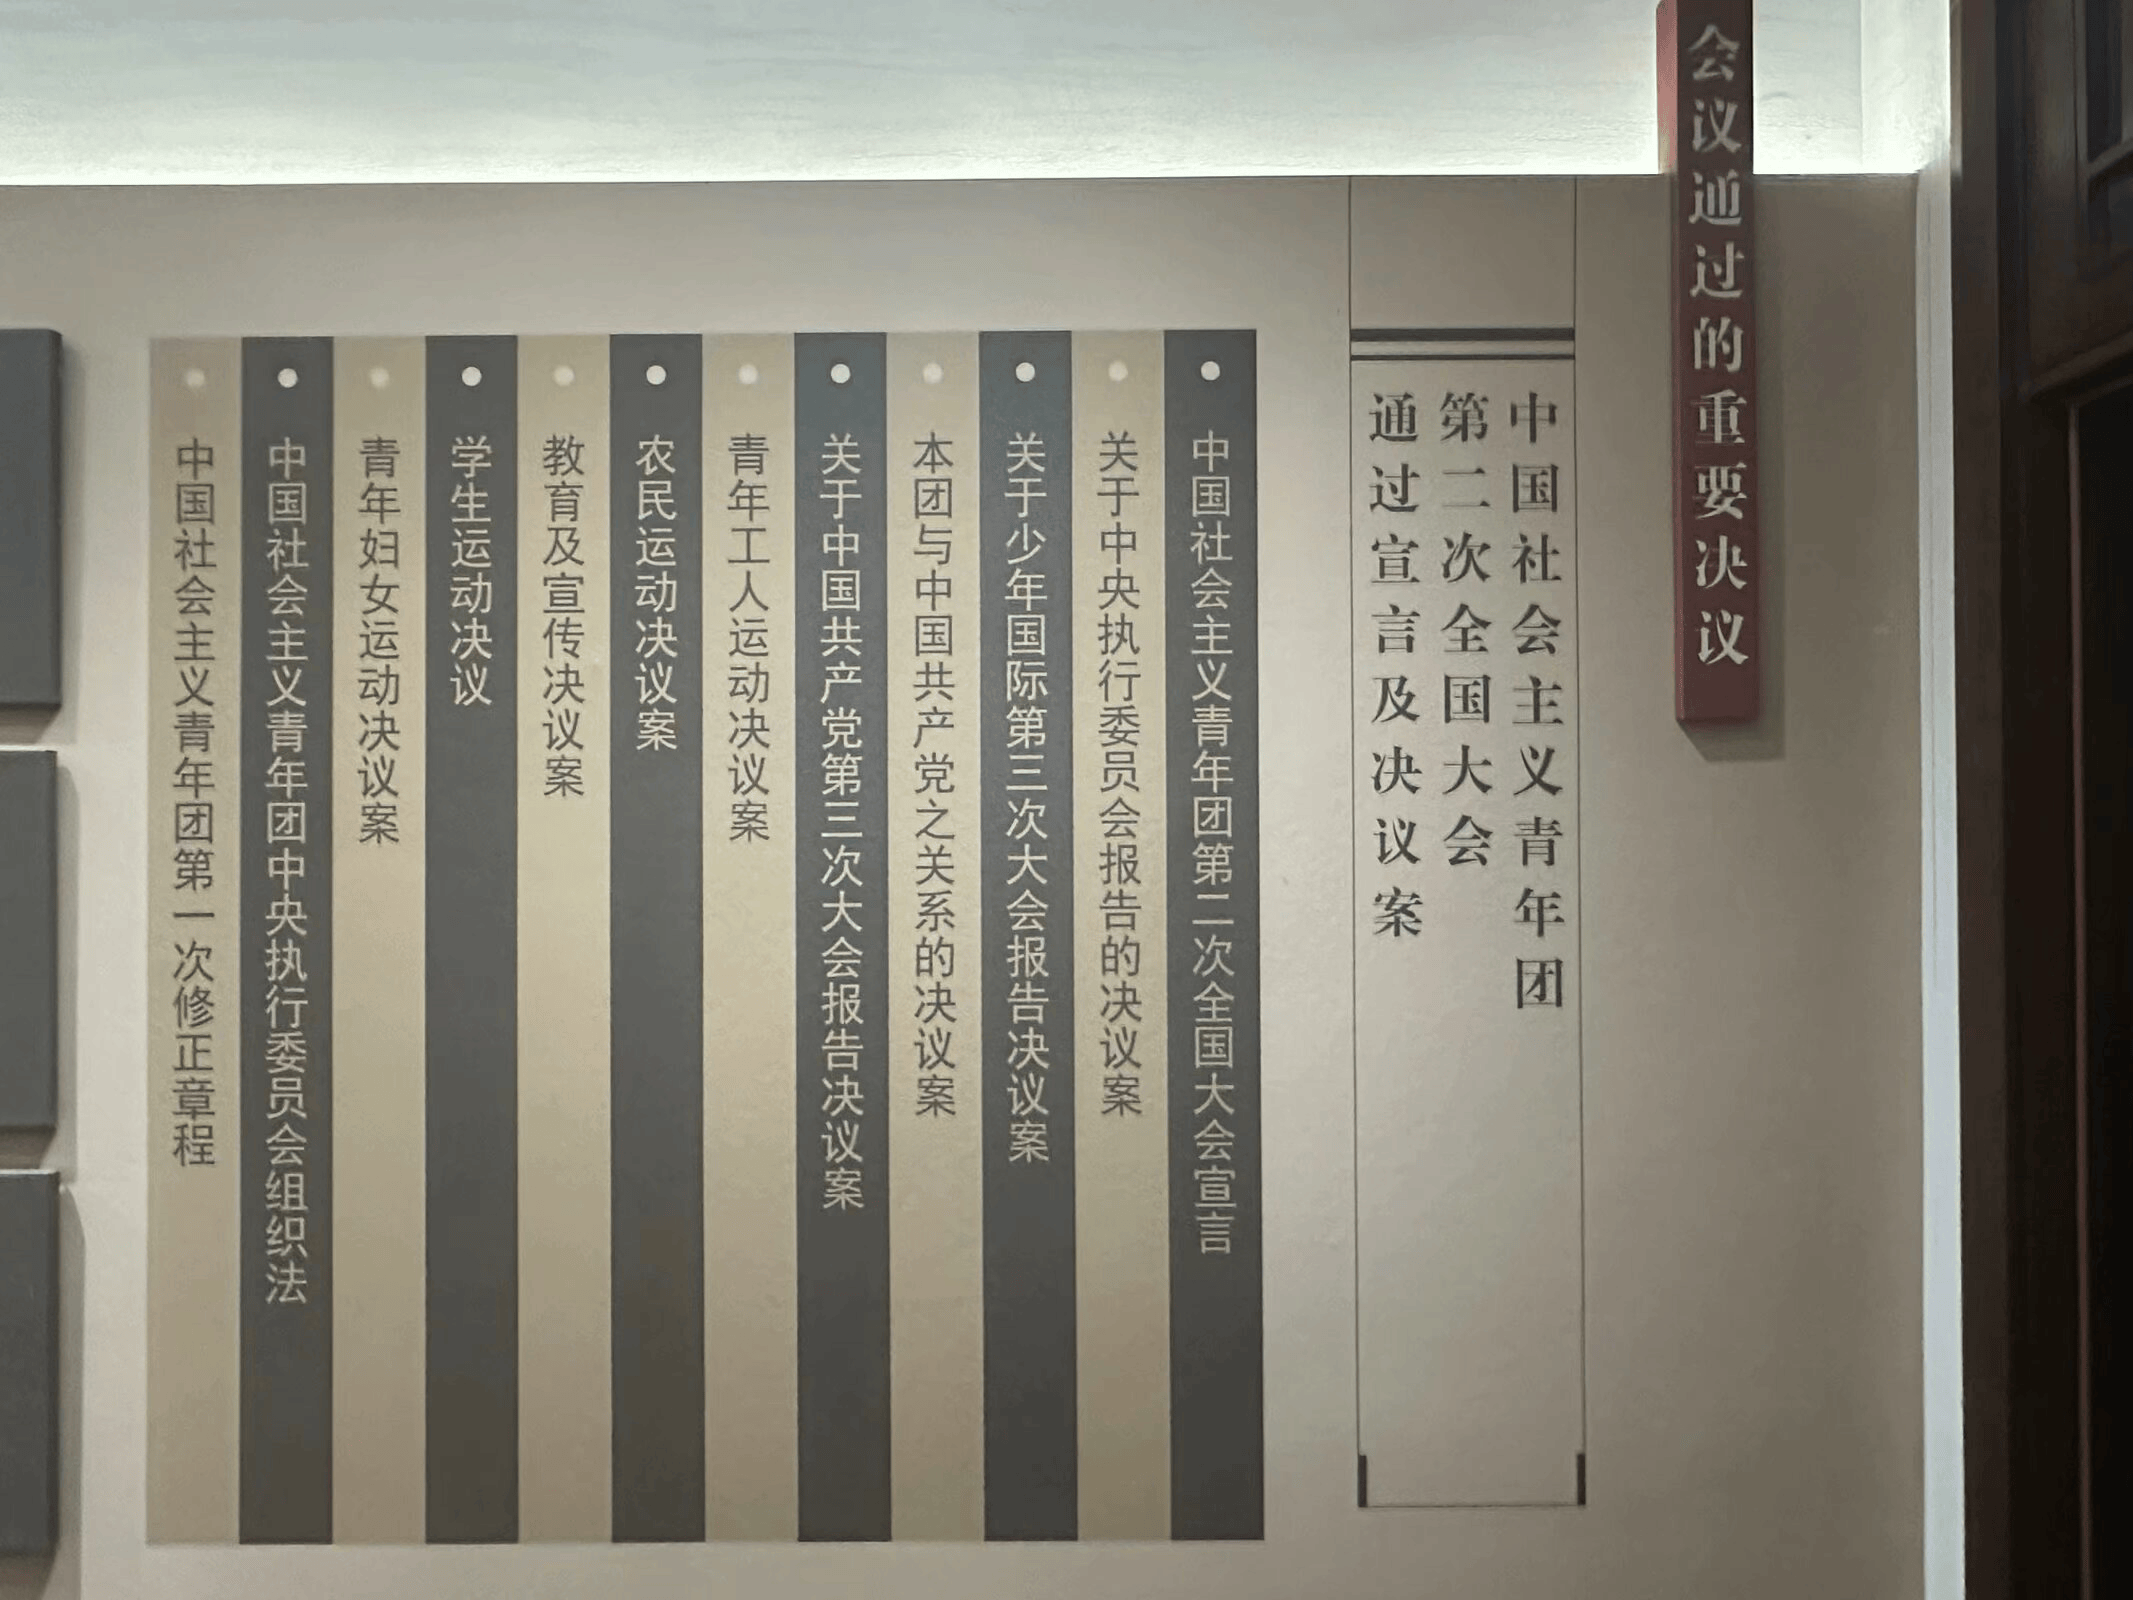 会议通过的重要决议
中国社会主义青年团
第二次全国大会
通过宣言及决议案
中国社会主义青年团第二次全国大会宣言
关于中央执行委员会报告的决议案
关于少年国际第三次大会报告决议案
本团与中国共产党之关系的决议案
关于中国共产党第三次大会报告决议案
青年工人运动决议案
农民运动决议案
教育及宣传决议案
学生运动决议
青年妇女运动决议案
中国社会主义青年团中央执行委员会组织法
中国社会主义青年团第一次修正章程